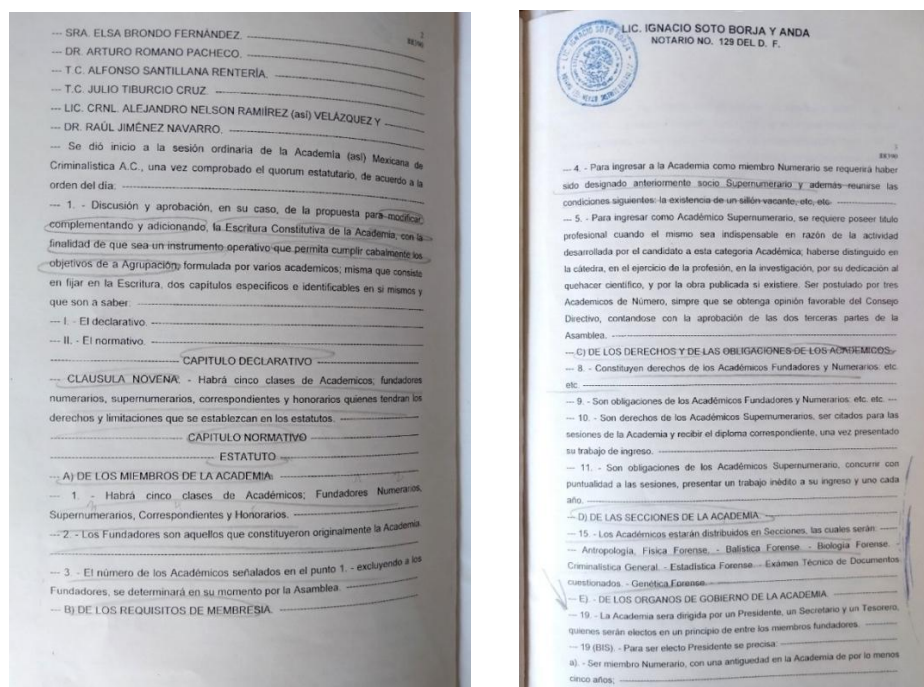 --- SRA. ELSA BRONDO FERNÁNDEZ. ---
--- DR. ARTURO ROMANO PACHECO. ---
--- T.C. ALFONSO SANTILLANA RENTERÍA. ---
--- T.C. JULIO TIBURCIO CRUZ. ---
--- LIC. CRNL. ALEJANDRO NELSON RAMIÍREZ (así) VELÁZQUEZ Y ---
--- DR. RAÚL JIMÉNEZ NAVARRO. ---
--- Se dió inicio a la sesión ordinaria de la Academia (así) Mexicana de
Criminalística A.C., una vez comprobado el quorum estatutario, de acuerdo a la
orden del día. ---
--- 1. - Discusión y aprobación, en su caso, de la propuesta para modificar,
complementando y adicionando, la Escritura Constitutiva de la Academia, con la
finalidad de que sea un instrumento operativo que permita cumplir cabalmente los
objetivos de a Agrupación, formulada por varios academicos; misma que consiste
en fijar en la Escritura, dos capítulos específicos e identificables en si mismos y
que son a saber. ---
--- I. - El declarativo. ---
--- II. - El normativo. ---
--- CAPITULO DECLARATIVO ---
--- CLAUSULA NOVENA. - Habrá cinco clases de Academicos; fundadores
numerarios, supernumerarios, correspondientes y honorarios quienes tendran los
derechos y limitaciones que se establezcan en los estatutos. ---
--- CAPITULO NORMATIVO ---
--- ESTATUTO ---
--- A) DE LOS MIEMBROS DE LA ACADEMIA. ---
--- 1. - Habrá cinco clases de Académicos; Fundadores Numerarios,
Supernumerarios, Correspondientes y Honorarios. ---
--- 2. - Los Fundadores son aquellos que constituyeron originalmente la Academia.
--- 3. - El número de los Académicos señalados en el punto 1. - excluyendo a los
Fundadores, se determinará en su momento por la Asamblea. ---
--- B) DE LOS REQUISITOS DE MEMBRESIA. ---
LIC. IGNACIO SOTO BORJA Y ANDA
NOTARIO NO. 129 DEL D. F.
--- 4. - Para ingresar a la Academia como miembro Numerario se requerirá haber
sido designado anteriormente socio Supernumerario y además reunirse las
condiciones siguientes: la existencia de un sillón vacante, etc, etc. ---
--- 5. - Para ingresar como Académico Supernumerario, se requiere poseer título
profesional cuando el mismo sea indispensable en razón de la actividad
desarrollada por el candidato a esta categoria Académica; haberse distinguido en
la cátedra, en el ejercicio de la profesión, en la investigación, por su dedicación al
quehacer científico, y por la obra publicada si existiere. Ser postulado por tres
Academicos de Número, simpre que se obtenga opinión favorable del Consejo
Directivo, contandose con la aprobación de las dos terceras partes de la
Asamblea. ---
--- C) DE LOS DERECHOS Y DE LAS OBLIGACIONES DE LOS ACADEMICOS.
--- 8. - Constituyen derechos de los Académicos Fundadores y Numerarios. etc.
etc. ---
--- 9. - Son obligaciones de los Académicos Fundadores y Numerarios: etc. etc. ---
--- 10. - Son derechos de los Académicos Supernumerarios, ser citados para las
sesiones de la Academia y recibir el diploma correspondiente, una vez presentado
su trabajo de ingreso. ---
--- 11. - Son obligaciones de los Académicos Supernumerario, concurrir con
puntualidad a las sesiones, presentar un trabajo inédito a su ingreso y uno cada
año. ---
--- D) DE LAS SECCIONES DE LA ACADEMIA. ---
--- 15. - Los Académicos estarán distribuidos en Secciones, las cuales serán: ---
--- Antropología, Física Forense. - Balística Forense. - Biología Forense. -
Criminalística General. - Estadística Forense. - Exámen Técnica de Documentos
cuestionados. - Genética Forense. ---
--- E). - DE LOS ORGANOS DE GOBIERNO DE LA ACADEMIA. ---
--- 19. - La Academia sera dirigida por un Presidente, un Secretario y un Tesorero,
quienes serán electos en un principio de entre los miembros fundadores. ---
--- 19 (BIS). - Para ser electo Presidente se precisa: ---
a). - Ser miembro Numerario, con una antiguedad en la Academia de por lo menos
cinco años; ---